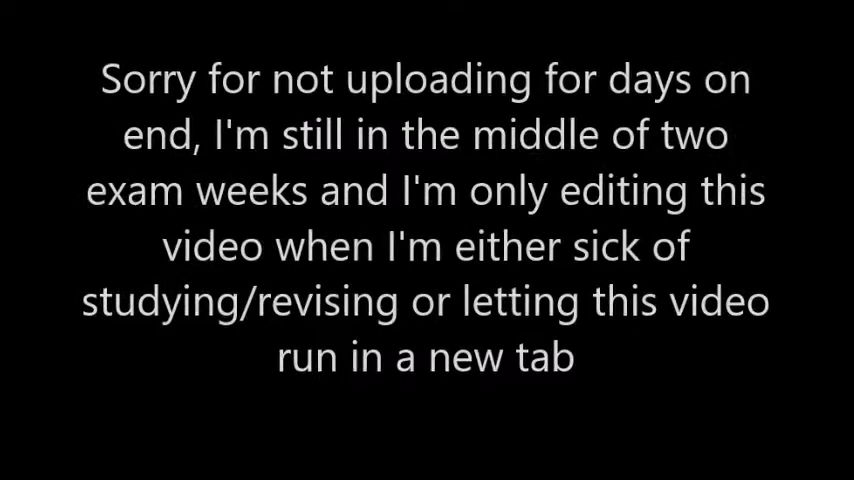 Sorry for not uploading for days on
end, I'm still in the middle of two
exam weeks and I'm only editing this
video when I'm either sick of
studying/revising or letting this video
run in a new tab